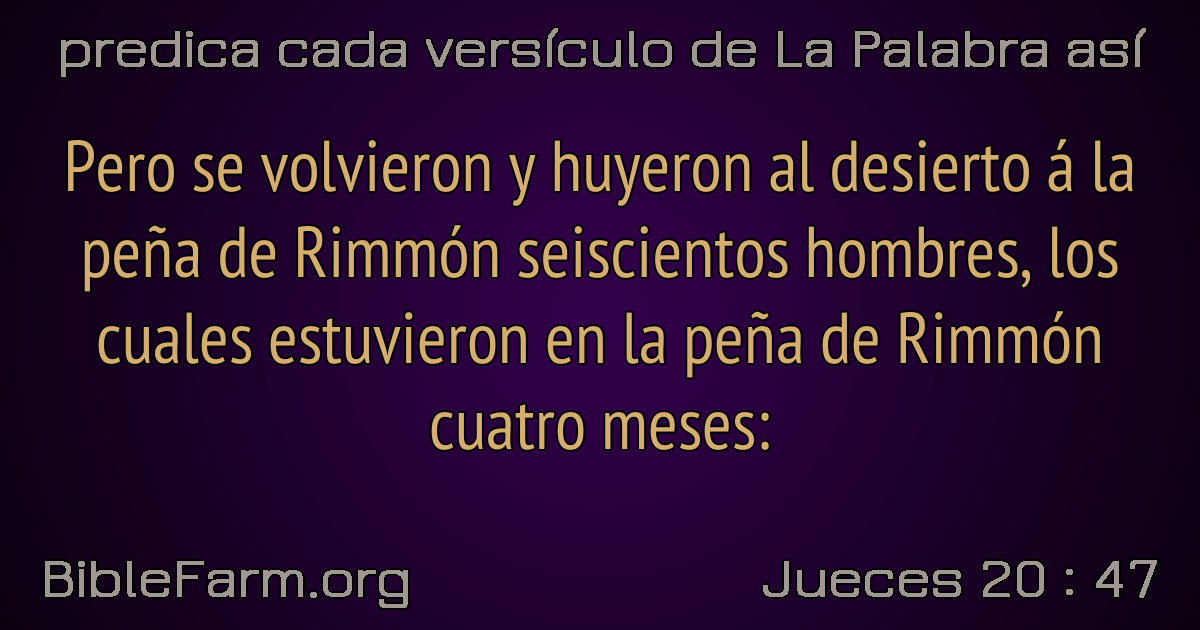 predica cada versículo de La Palabra así
Pero se volvieron y huyeron al desierto á la
peña de Rimmón seiscientos hombres, los
cuales estuvieron en la peña de Rimmón
cuatro meses:
BibleFarm.org
Jueces 20 : 47